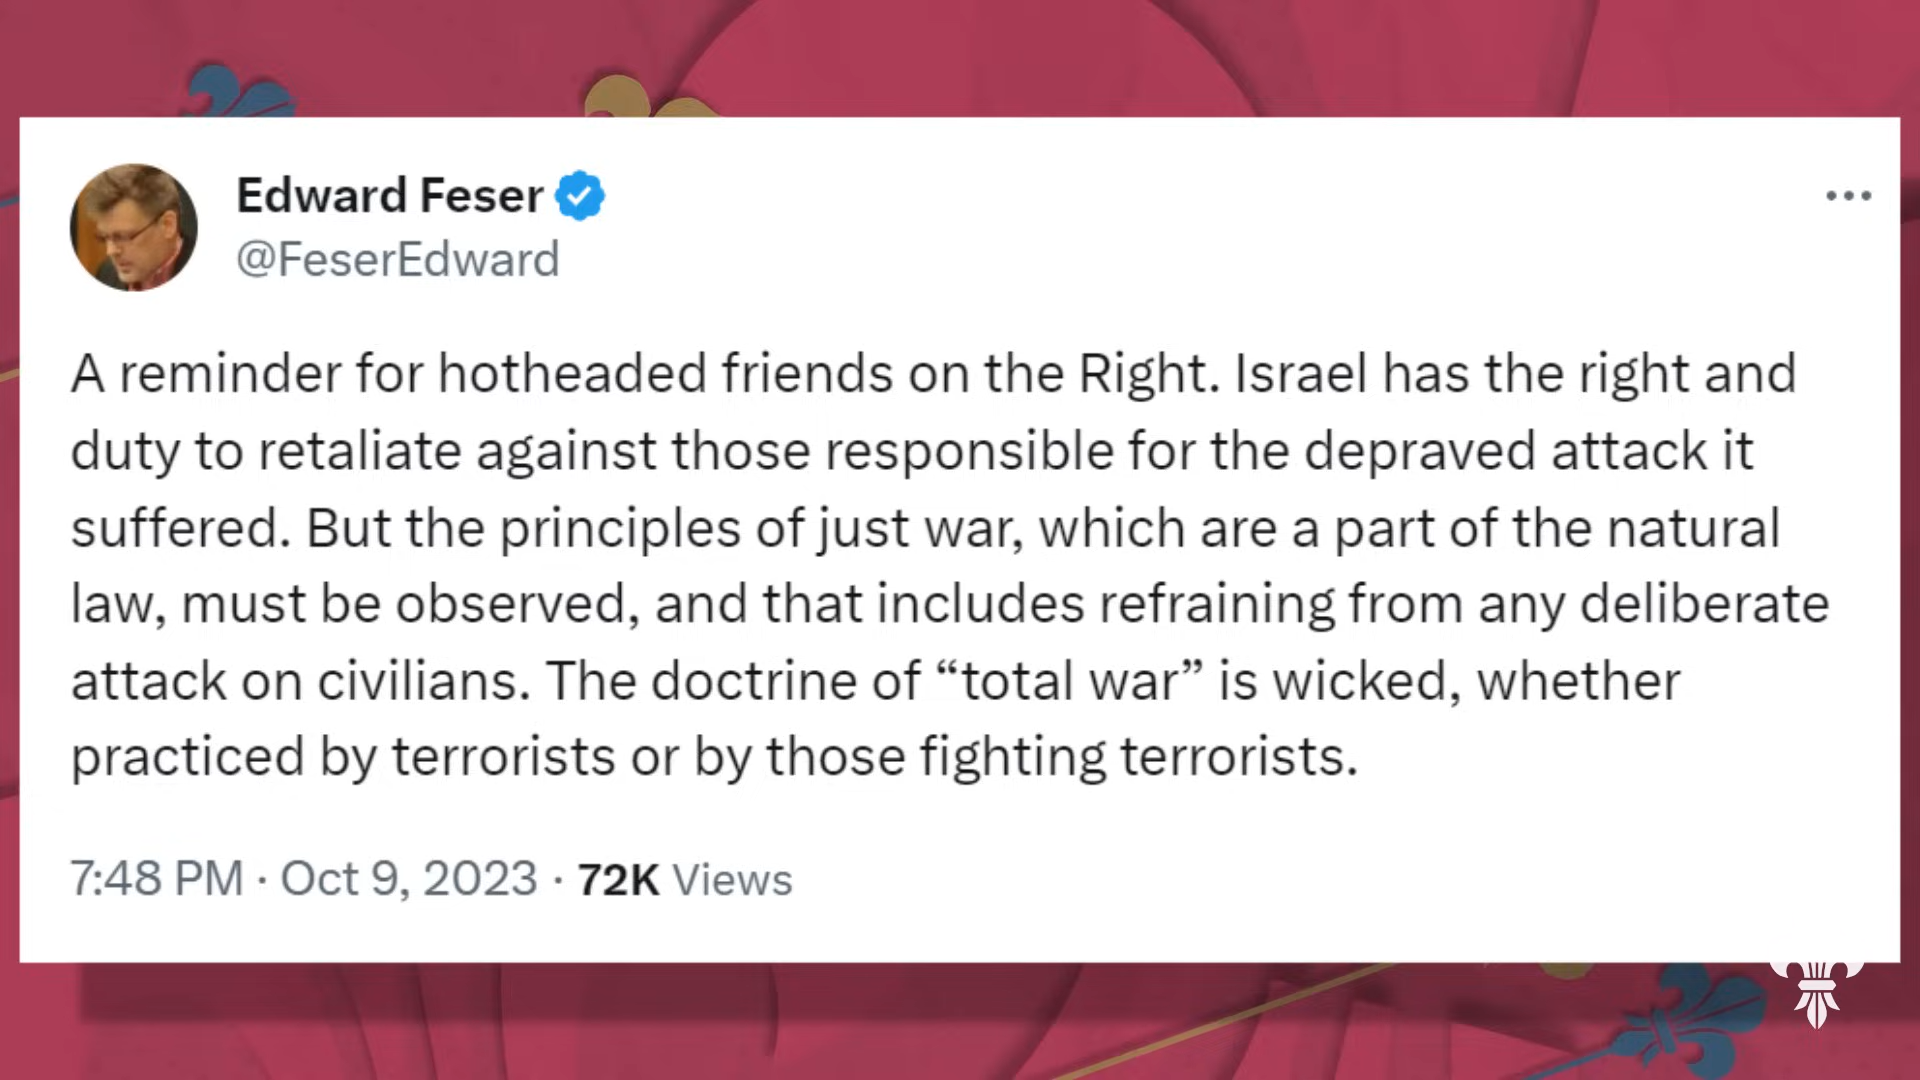 Edward Feser
@FeserEdward
A reminder for hotheaded friends on the Right. Israel has the right and
duty to retaliate against those responsible for the depraved attack it
suffered. But the principles of just war, which are a part of the natural
law, must be observed, and that includes refraining from any deliberate
attack on civilians. The doctrine of “total war” is wicked, whether
practiced by terrorists or by those fighting terrorists.
7:48 PM · Oct 9, 2023 · 72K Views